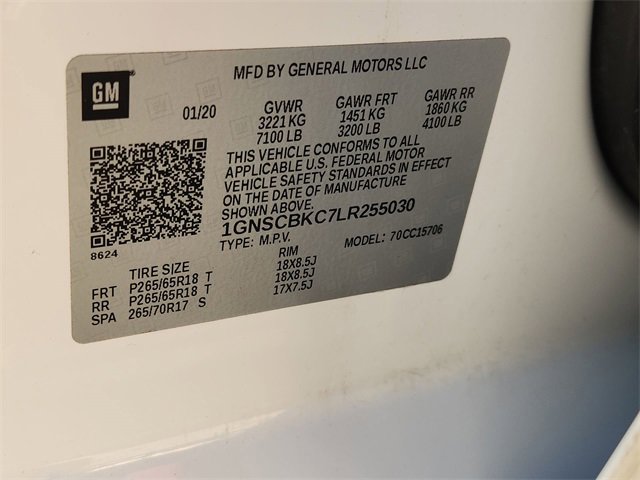 GM
MFD BY GENERAL MOTORS LLC
01/20
GVWR
3221 KG
7100 LB
GAWR FRT
1451 KG
3200 LB
GAWR RR
1860 KG
4100 LB
THIS VEHICLE CONFORMS TO ALL
APPLICABLE U.S. FEDERAL MOTOR
VEHICLE SAFETY STANDARDS IN EFFECT
ON THE DATE OF MANUFACTURE
SHOWN ABOVE.
1GNSCBKC7LR255030
TYPE: M.P.V. MODEL: 70CC15706
8624
TIRE SIZE RIM
FRT P265/65R18 T 18X8.5J
RR P265/65R18 T 18X8.5J
SPA 265/70R17 S 17X7.5J